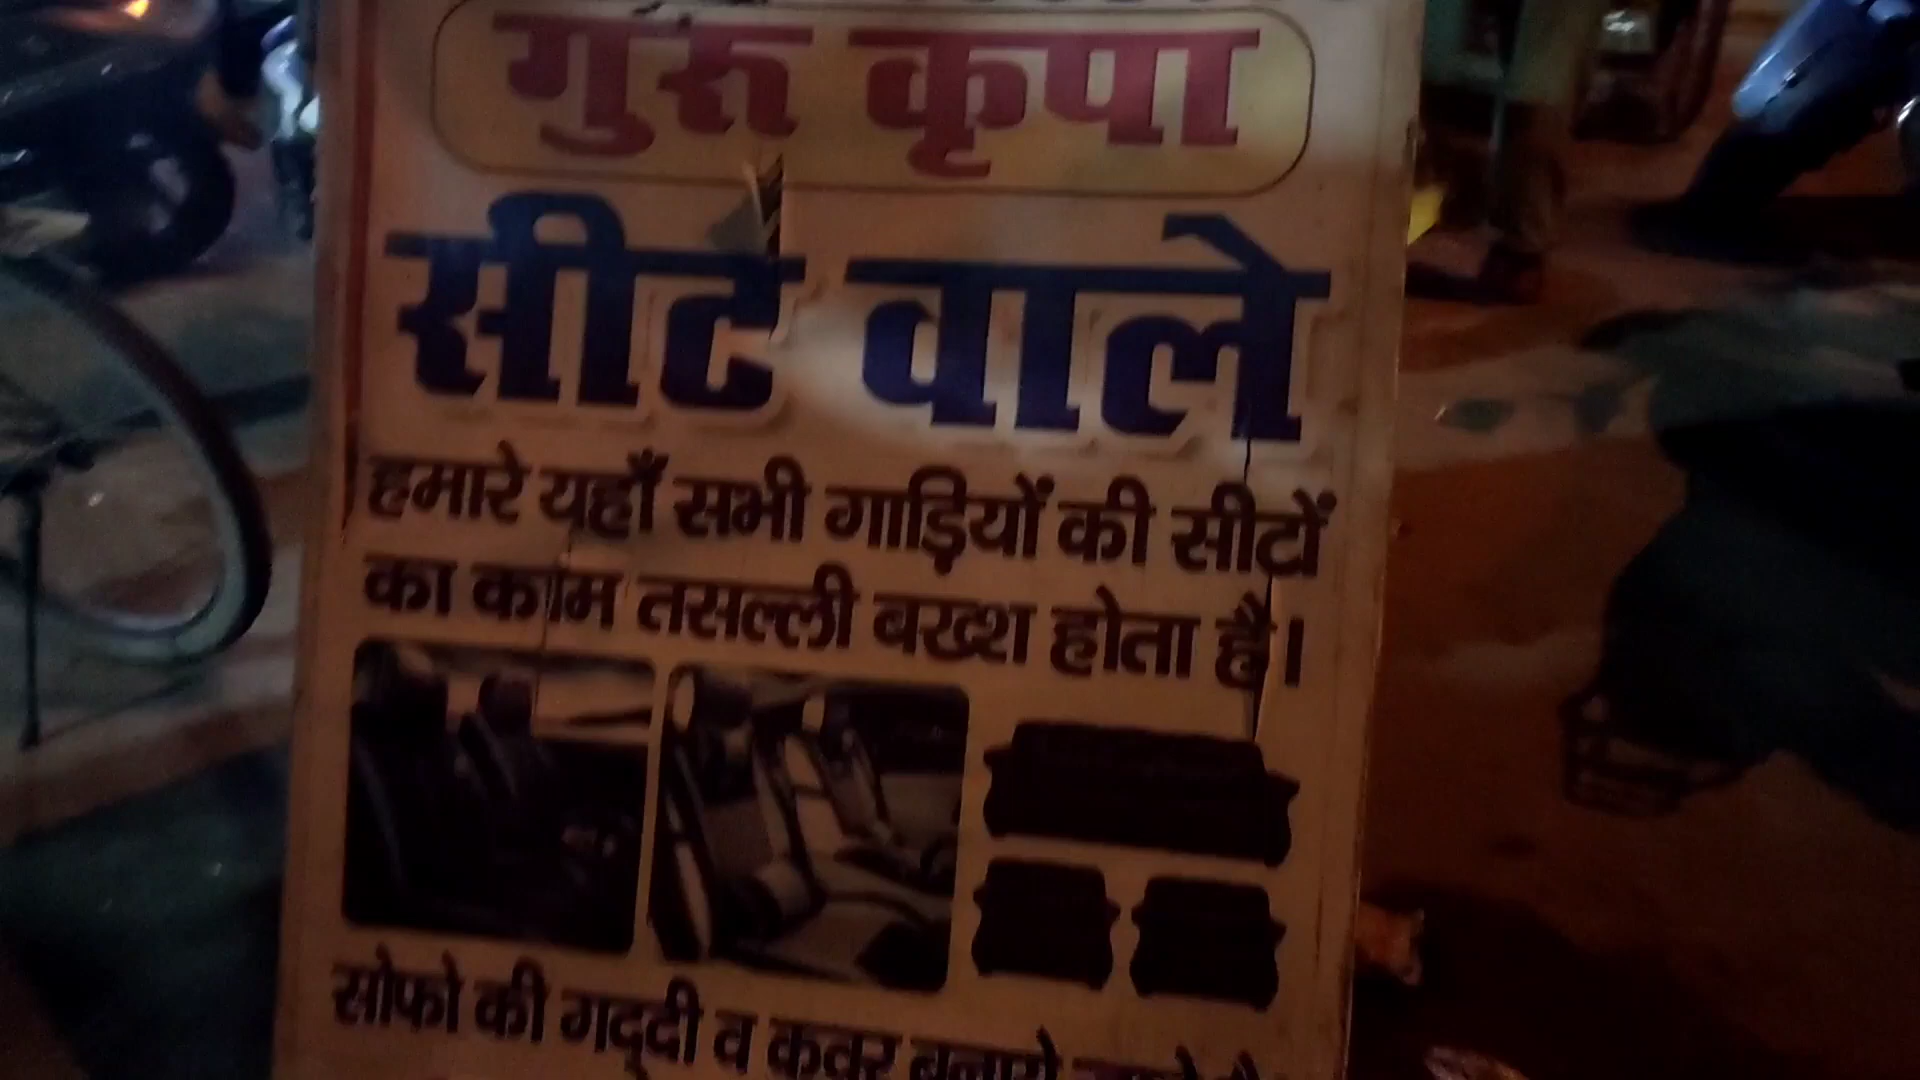 गुरु कृपा
सीट वाले
हमारे यहाँ सभी गाड़ियों की सीटों
का काम तसल्ली बख्श होता है।
सोफो की गद्दी व कवर बनाये जाते है